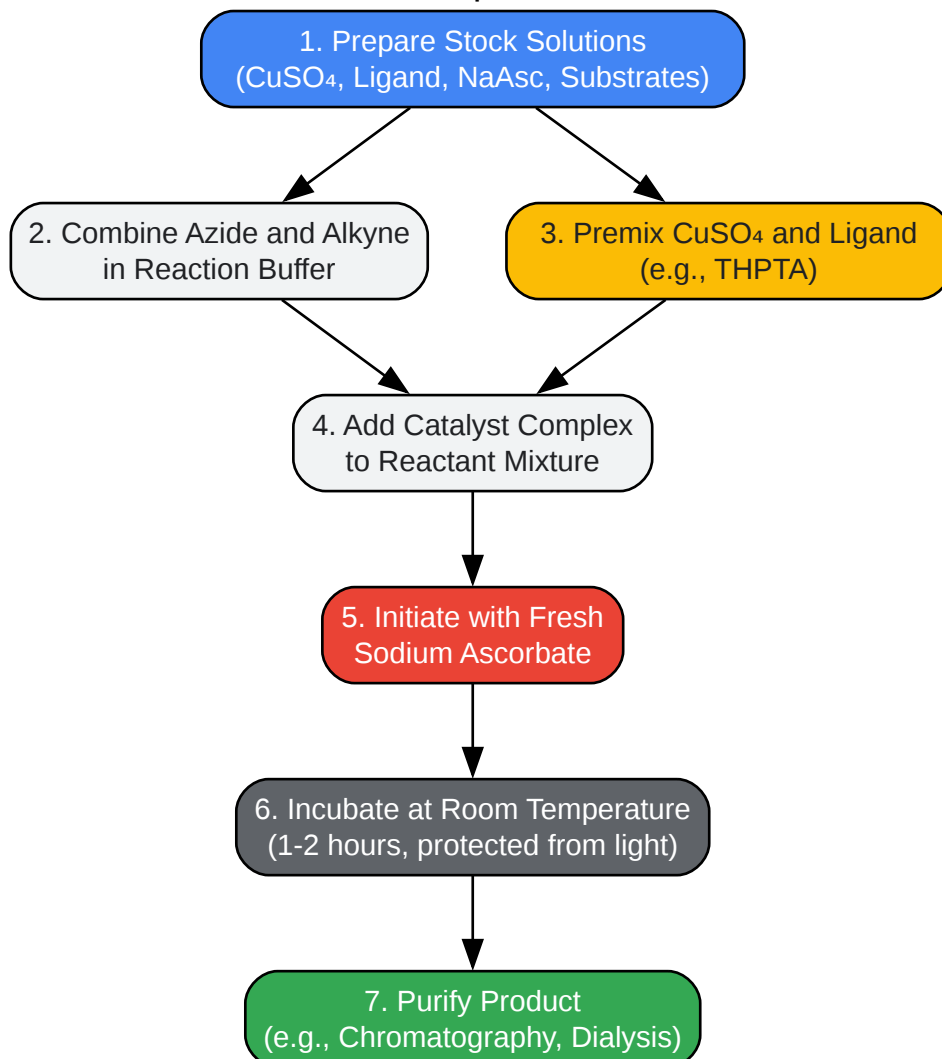 1. Prepare Stock Solutions
(CuSO₄, Ligand, NaAsc, Substrates)
2. Combine Azide and Alkyne
in Reaction Buffer
3. Premix CuSO₄ and Ligand
(e.g., THPTA)
4. Add Catalyst Complex
to Reactant Mixture
5. Initiate with Fresh
Sodium Ascorbate
6. Incubate at Room Temperature
(1-2 hours, protected from light)
7. Purify Product
(e.g., Chromatography, Dialysis)